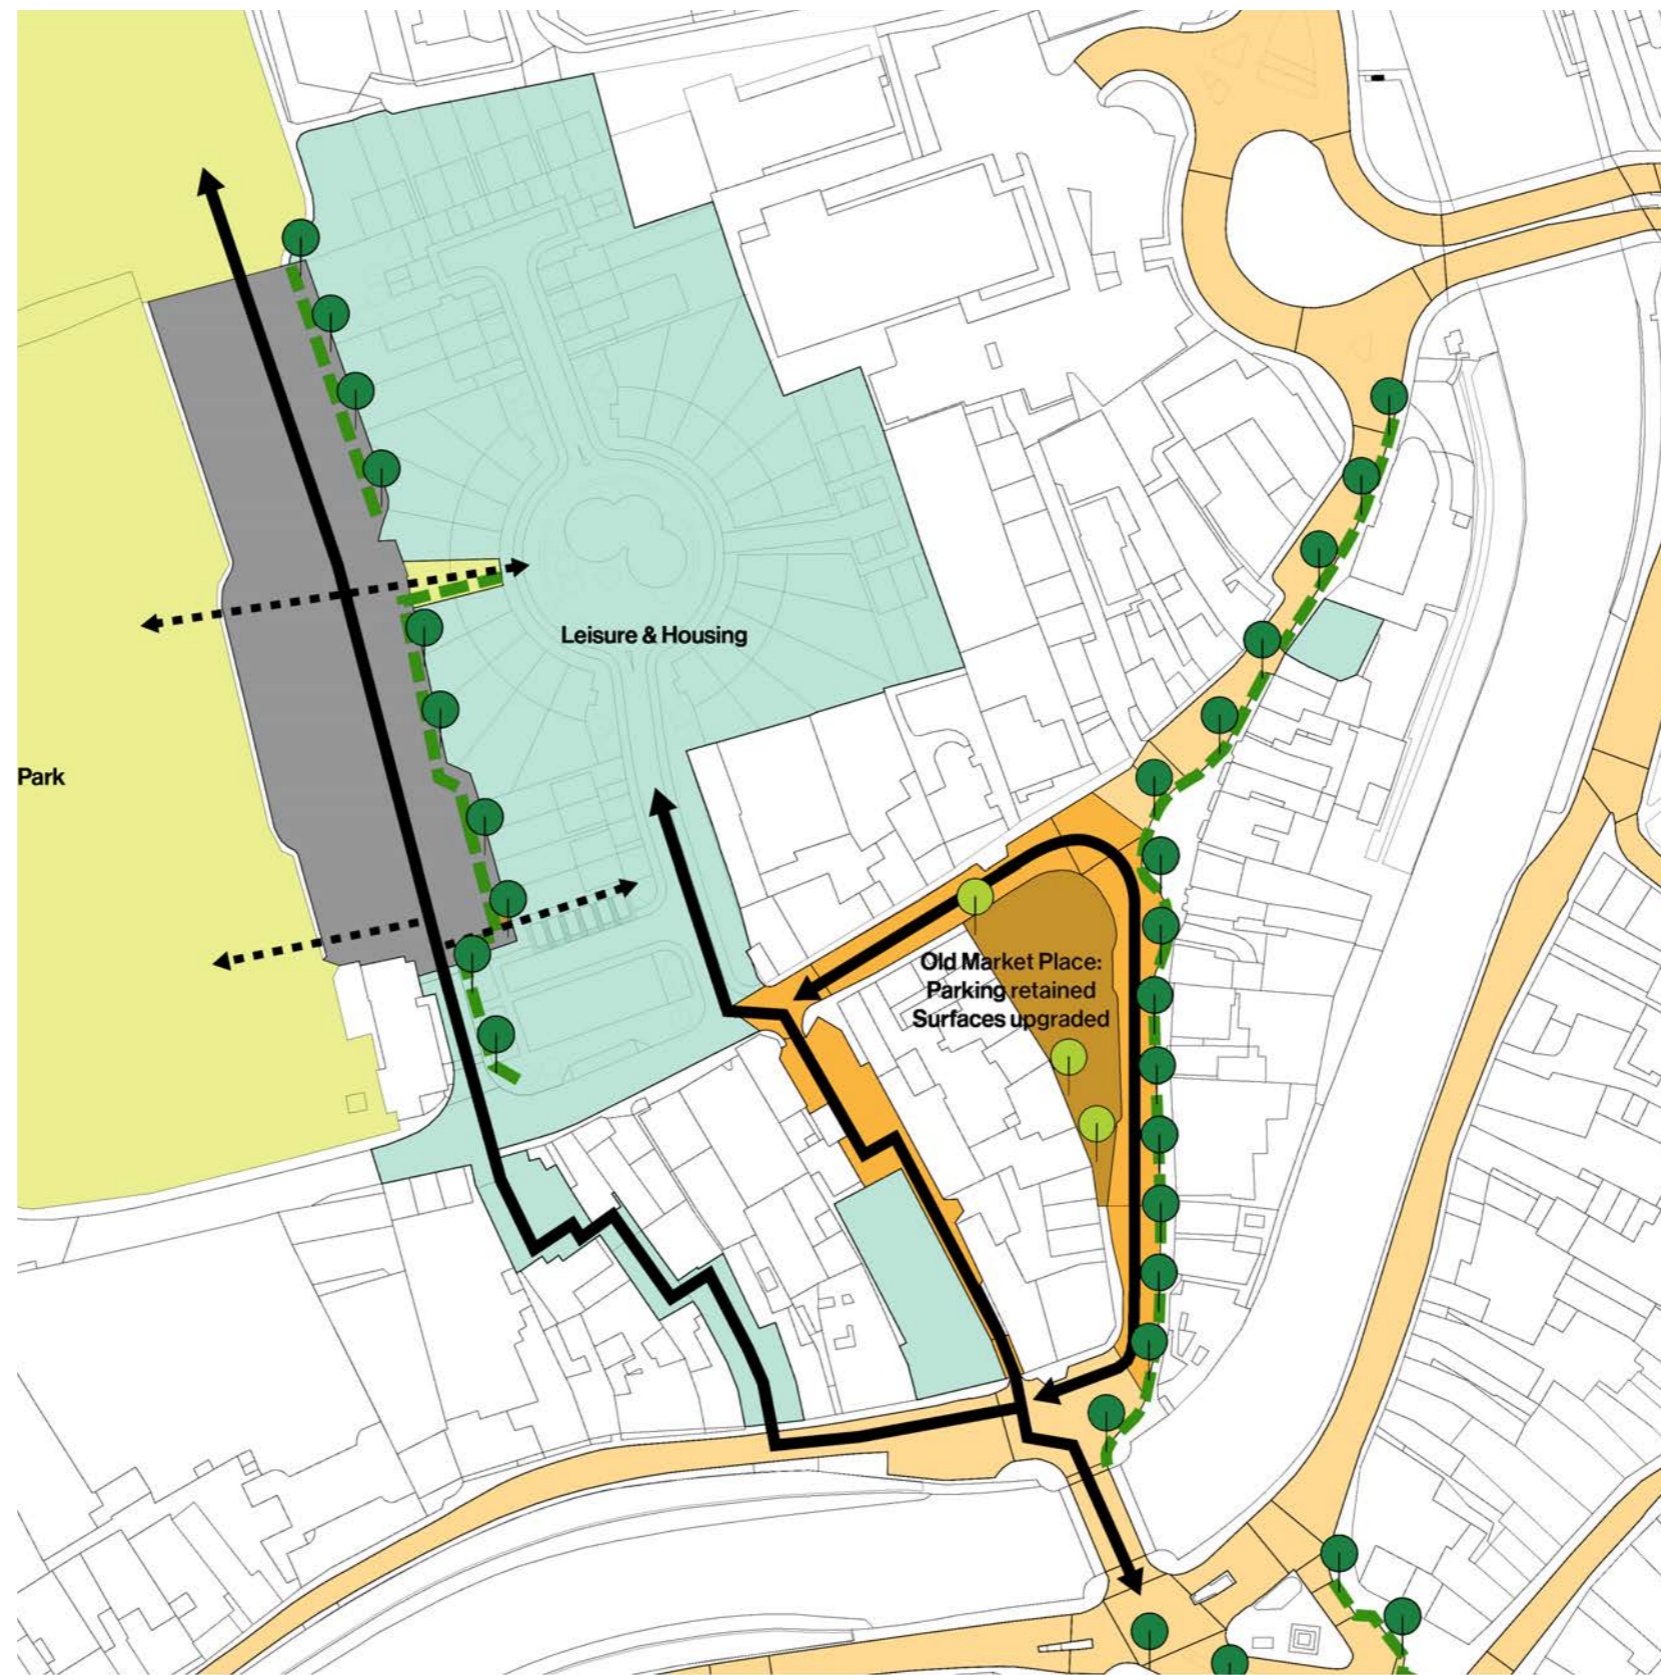 Leisure & Housing
Park
Old Market Place:
Parking retained
Surfaces upgraded